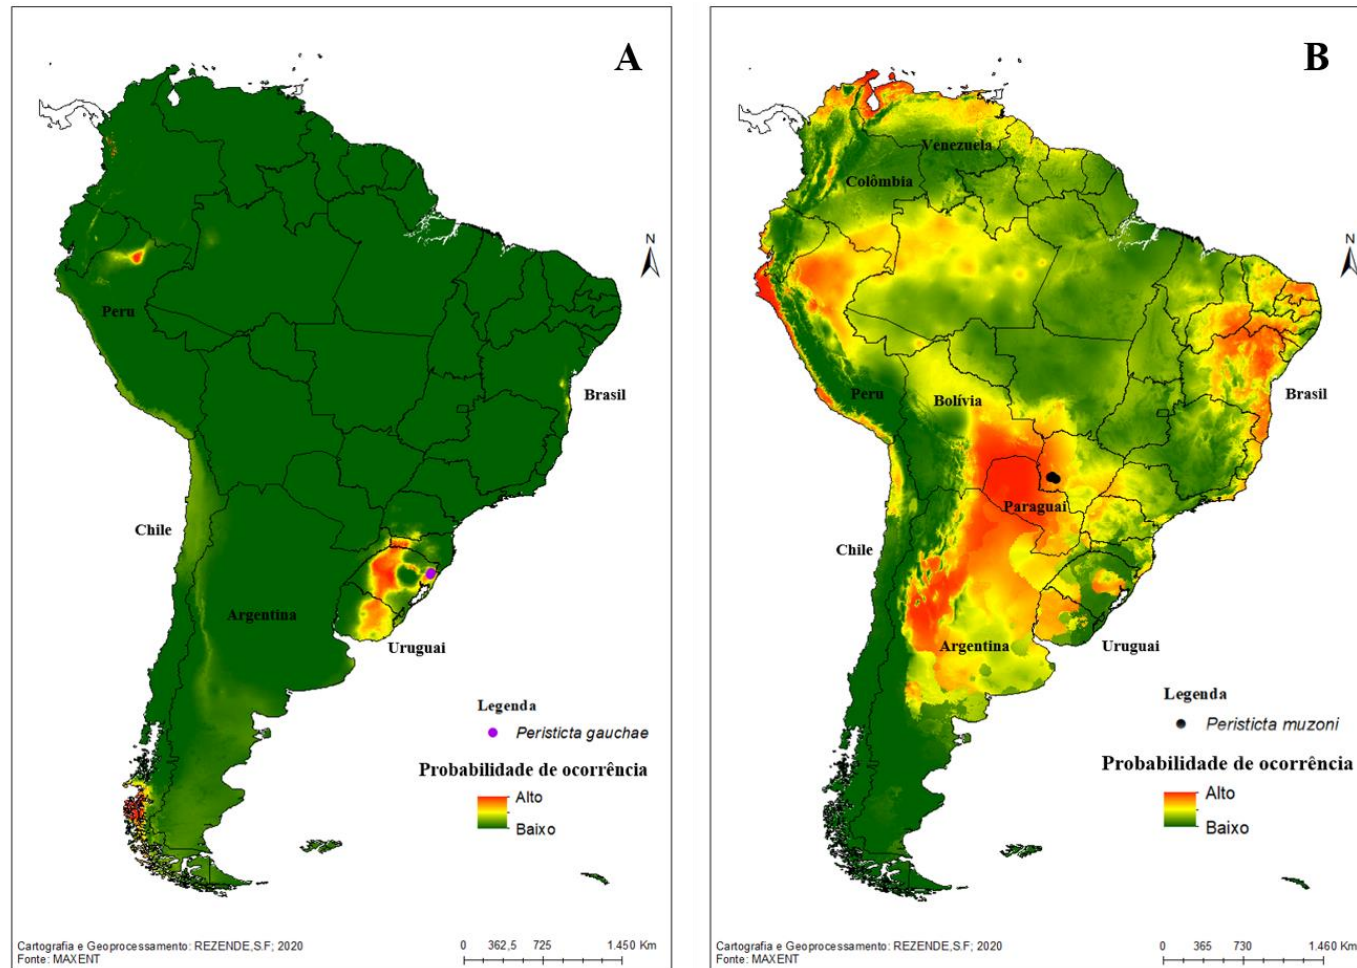 A
N
Peru
Brasil
Chile
Argentina
Uruguai
Legenda
Peristicta gauchae
Probabilidade de ocorrência
Alto
Baixo
Cartografia e Geoprocessamento: REZENDE,S.F; 2020
Fonte: MAXENT
0 362,5 725 1.450 Km
B
N
Venezuela
Colômbia
Peru
Bolívia
Brasil
Paraguai
Chile
Argentina
Uruguai
Legenda
Peristicta muzoni
Probabilidade de ocorrência
Alto
Baixo
Cartografia e Geoprocessamento: REZENDE,S.F; 2020
Fonte: MAXENT
0 365 730 1.460 Km